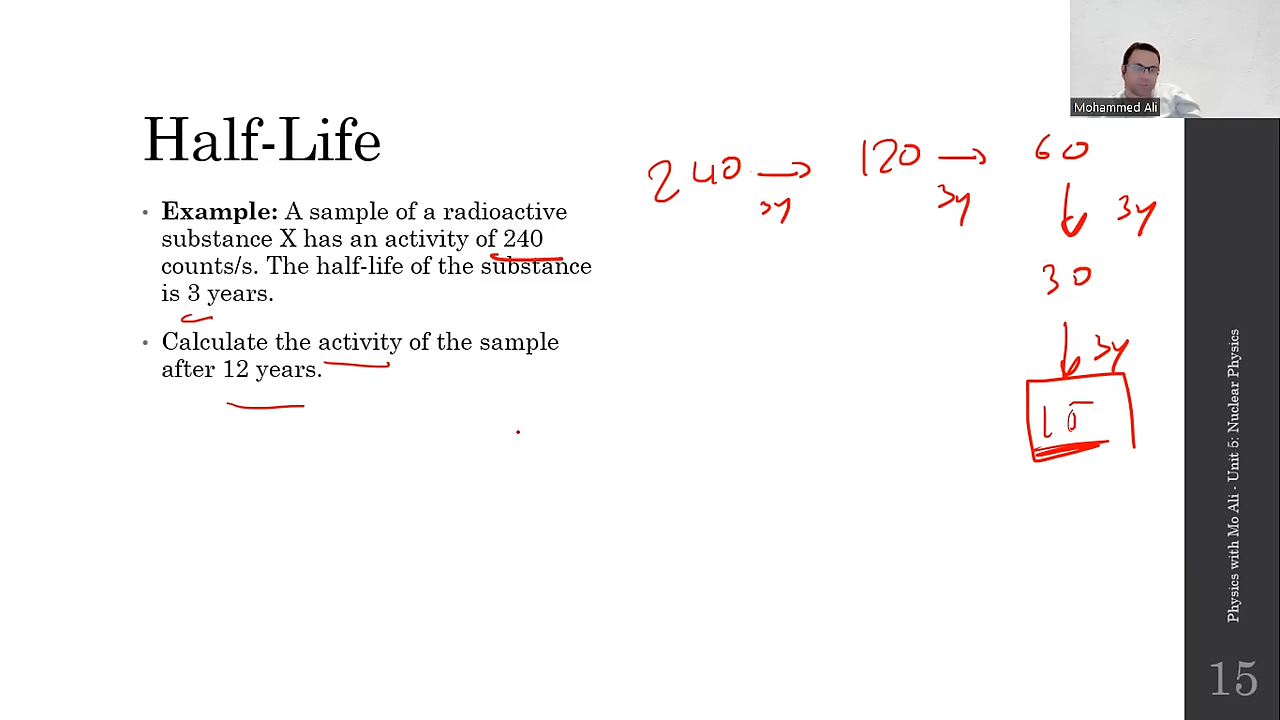 Mohammed Ali
Half-Life
• Example: A sample of a radioactive
substance X has an activity of 240
counts/s. The half-life of the substance
is 3 years.
• Calculate the activity of the sample
after 12 years.
240 → 120 → 60
3y 3y 3y
30
3y
15
Physics with Mo Ali - Unit 5: Nuclear Physics
15